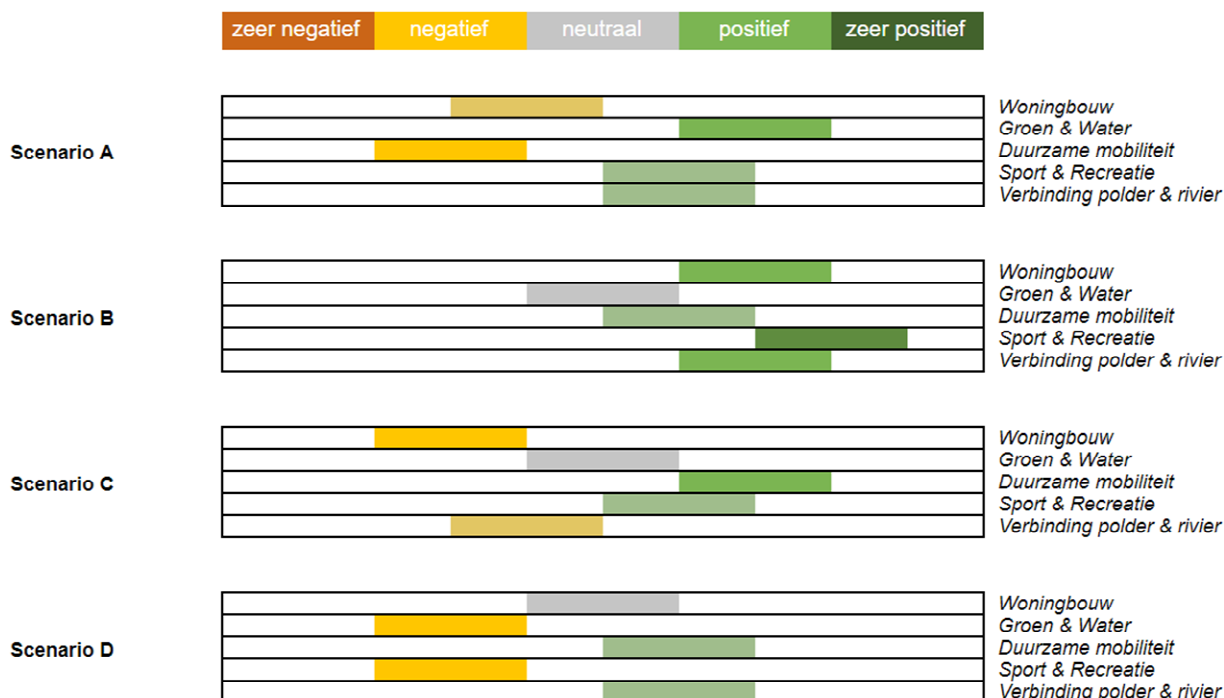 zeer negatief negatief neutraal positief zeer positief
Scenario A
Woningbouw
Groen & Water
Duurzame mobiliteit
Sport & Recreatie
Verbinding polder & rivier
Scenario B
Woningbouw
Groen & Water
Duurzame mobiliteit
Sport & Recreatie
Verbinding polder & rivier
Scenario C
Woningbouw
Groen & Water
Duurzame mobiliteit
Sport & Recreatie
Verbinding polder & rivier
Scenario D
Woningbouw
Groen & Water
Duurzame mobiliteit
Sport & Recreatie
Verbinding polder & rivier